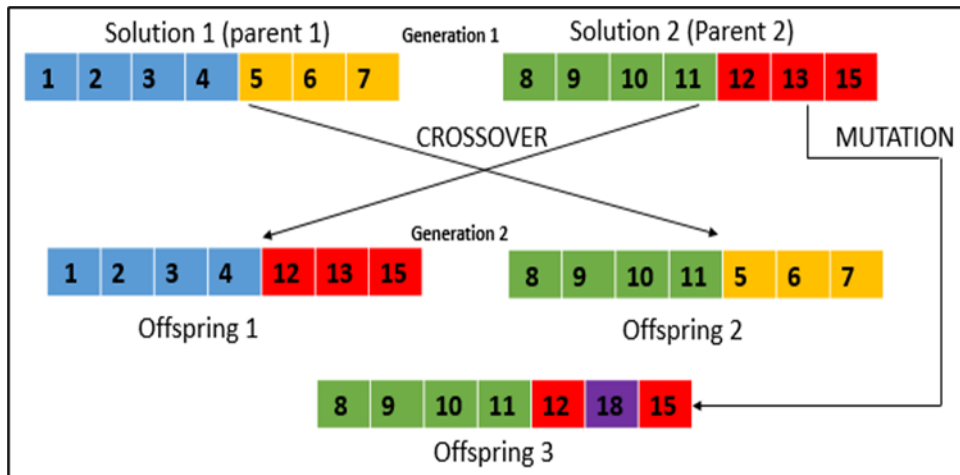 Solution 1 (parent 1)
Generation 1
Solution 2 (Parent 2)
1 2 3 4 5 6 7
8 9 10 11 12 13 15
CROSSOVER
MUTATION
Generation 2
1 2 3 4 12 13 15
8 9 10 11 5 6 7
Offspring 1
Offspring 2
8 9 10 11 12 18 15
Offspring 3